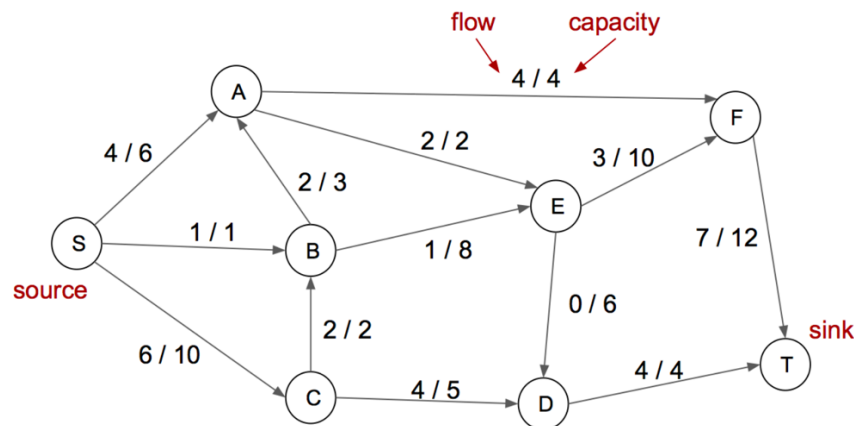 flow capacity
4 / 4
A
F
4 / 6
2 / 2
3 / 10
2 / 3
E
S
1 / 1
B
1 / 8
7 / 12
source
0 / 6
2 / 2
sink
6 / 10
T
4 / 4
C
4 / 5
D